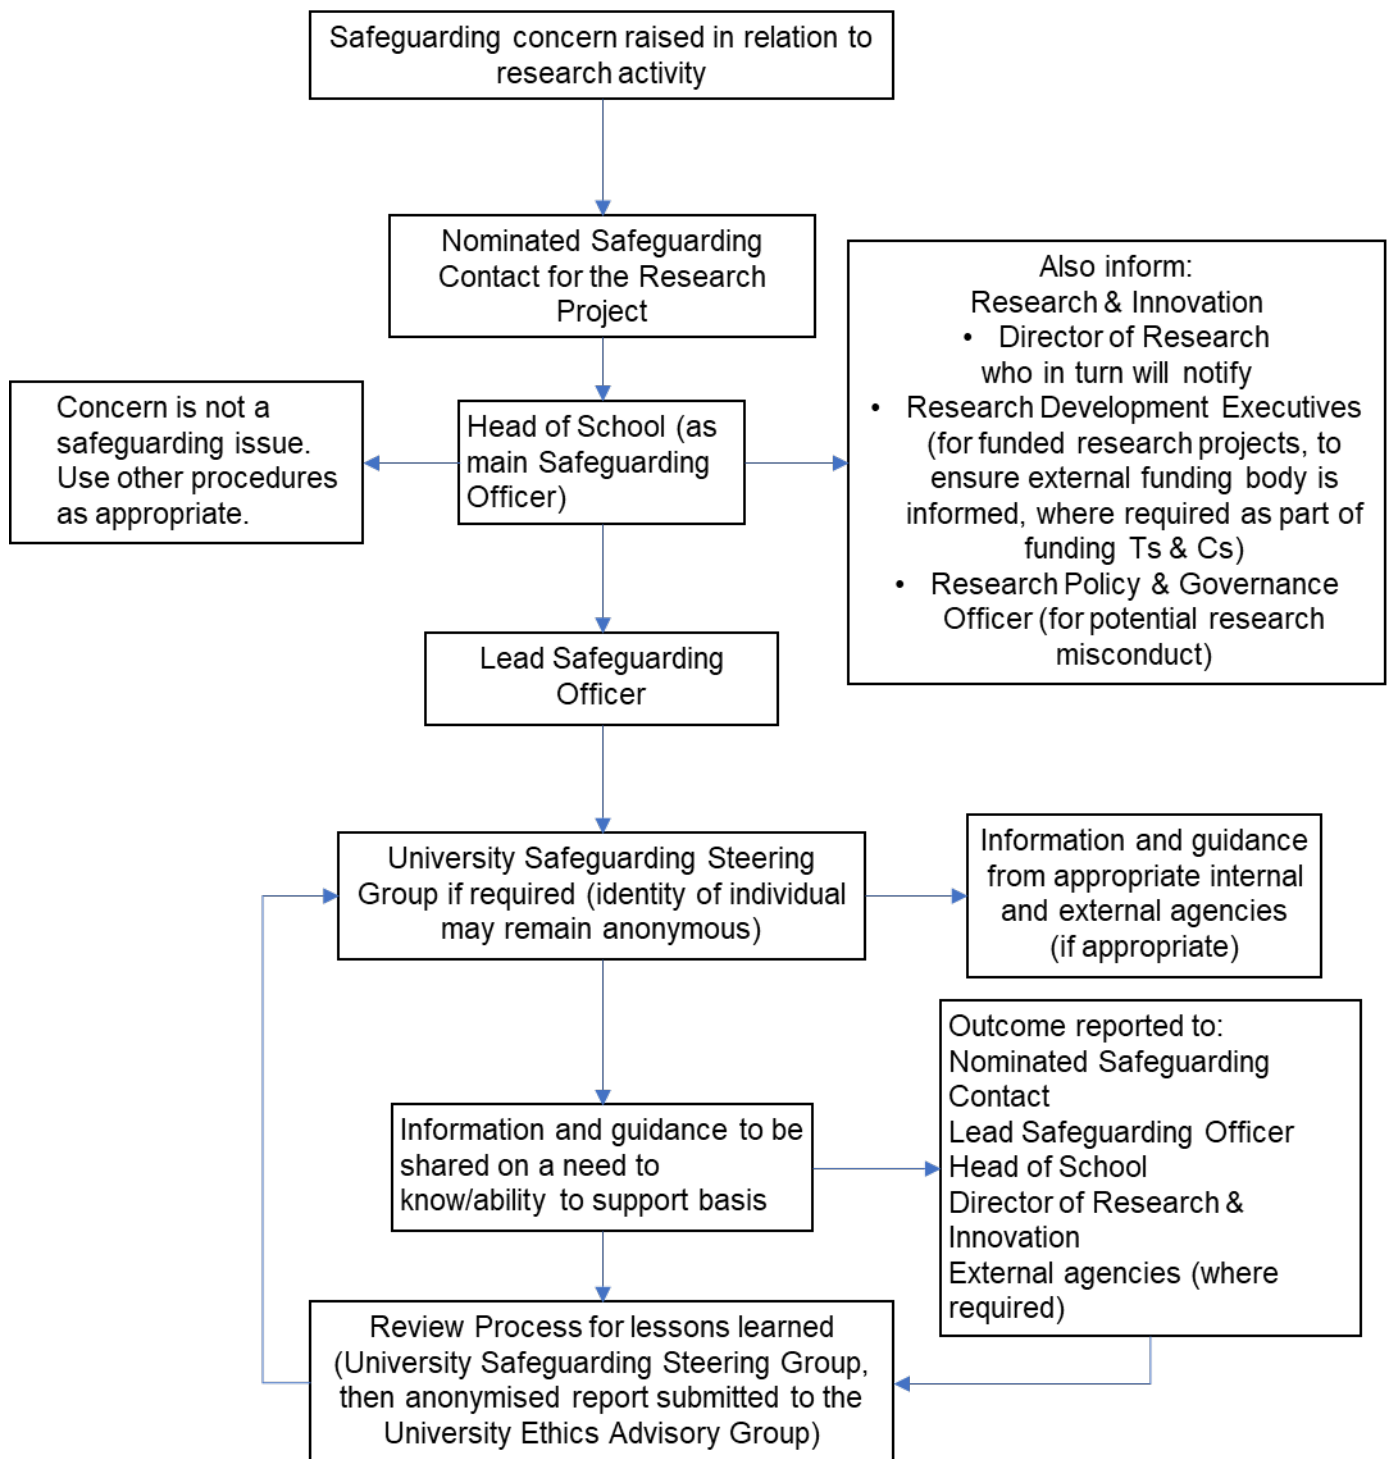 Safeguarding concern raised in relation to
research activity
Nominated Safeguarding
Contact for the Research
Project
Also inform:
Research & Innovation
• Director of Research
who in turn will notify
• Research Development Executives
(for funded research projects, to
ensure external funding body is
informed, where required as part of
funding Ts & Cs)
• Research Policy & Governance
Officer (for potential research
misconduct)
Concern is not a
safeguarding issue.
Use other procedures
as appropriate.
Head of School (as
main Safeguarding
Officer)
Lead Safeguarding
Officer
University Safeguarding Steering
Group if required (identity of individual
may remain anonymous)
Information and guidance
from appropriate internal
and external agencies
(if appropriate)
Information and guidance to be
shared on a need to
know/ability to support basis
Outcome reported to:
Nominated Safeguarding
Contact
Lead Safeguarding Officer
Head of School
Director of Research &
Innovation
External agencies (where
required)
Review Process for lessons learned
(University Safeguarding Steering Group,
then anonymised report submitted to the
University Ethics Advisory Group)